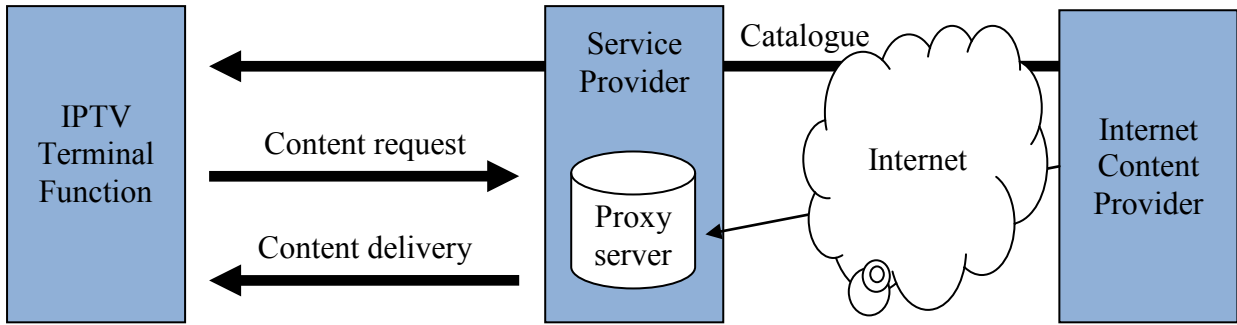 IPTV
Terminal
Function
Content request
Content delivery
Service
Provider
Proxy
server
Catalogue
Internet
Internet
Content
Provider